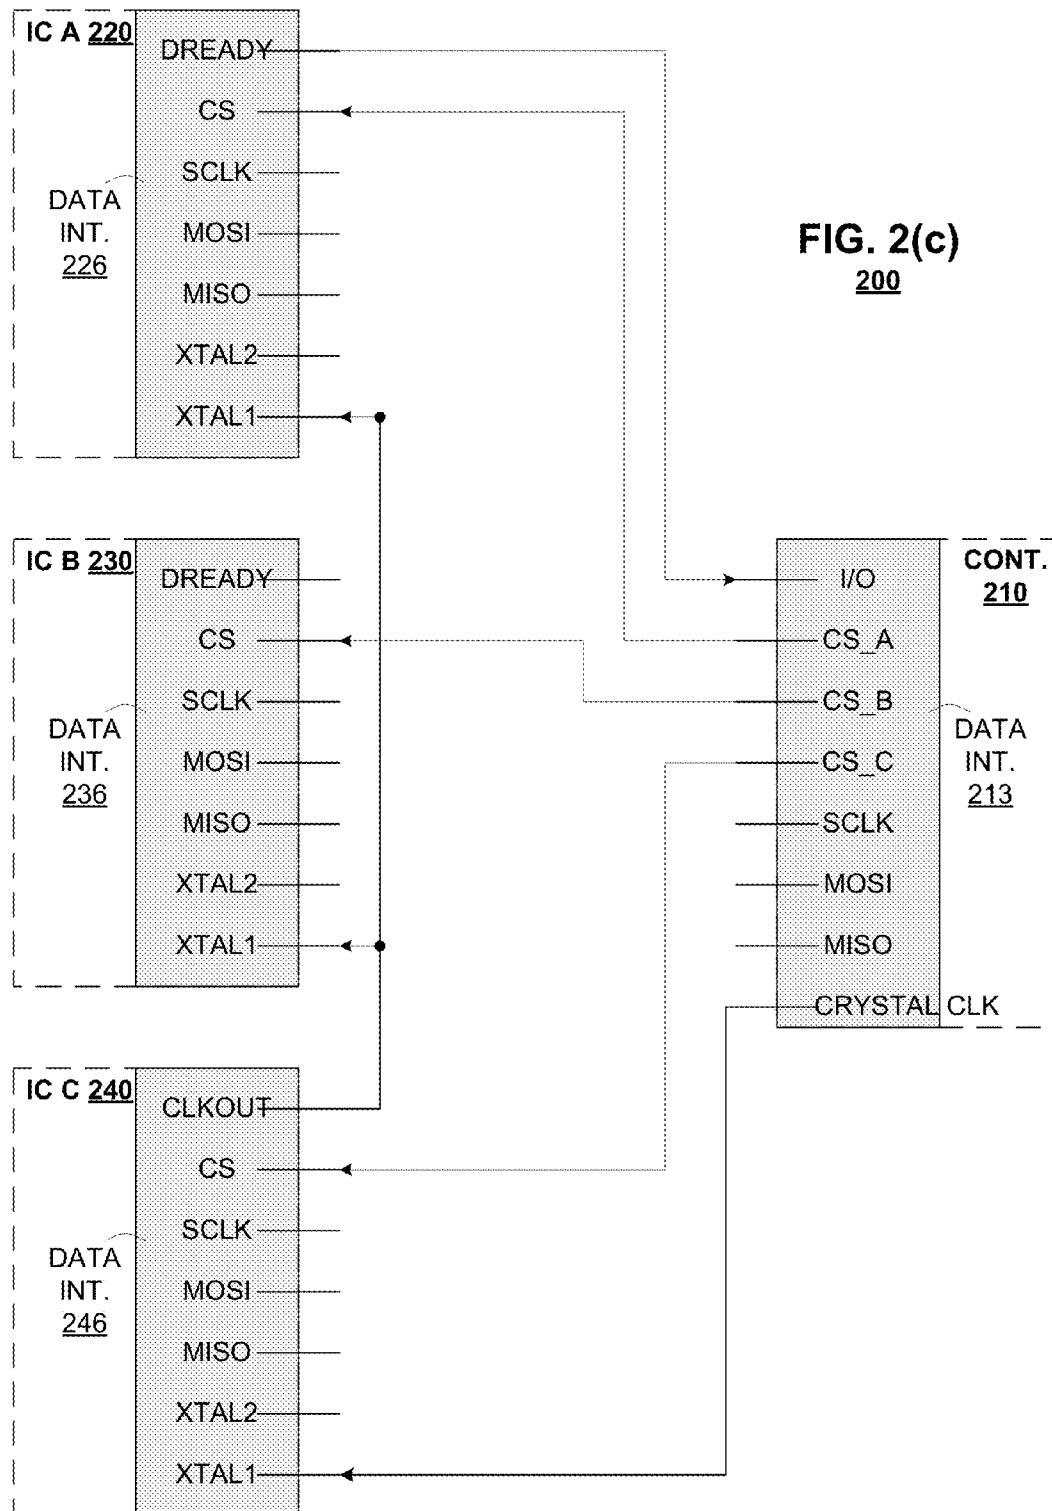 IC A 220
DREADY
CS
SCLK
DATA
INT.
226
MOSI
MISO
XTAL2
XTAL1
FIG. 2(c)
200
IC B 230
DREADY
CS
SCLK
DATA
INT.
236
MOSI
MISO
XTAL2
XTAL1
CONT.
210
I/O
CS_A
CS_B
DATA
INT.
213
CS_C
SCLK
MOSI
MISO
CRYSTAL CLK
IC C 240
CLKOUT
CS
SCLK
DATA
INT.
246
MOSI
MISO
XTAL2
XTAL1